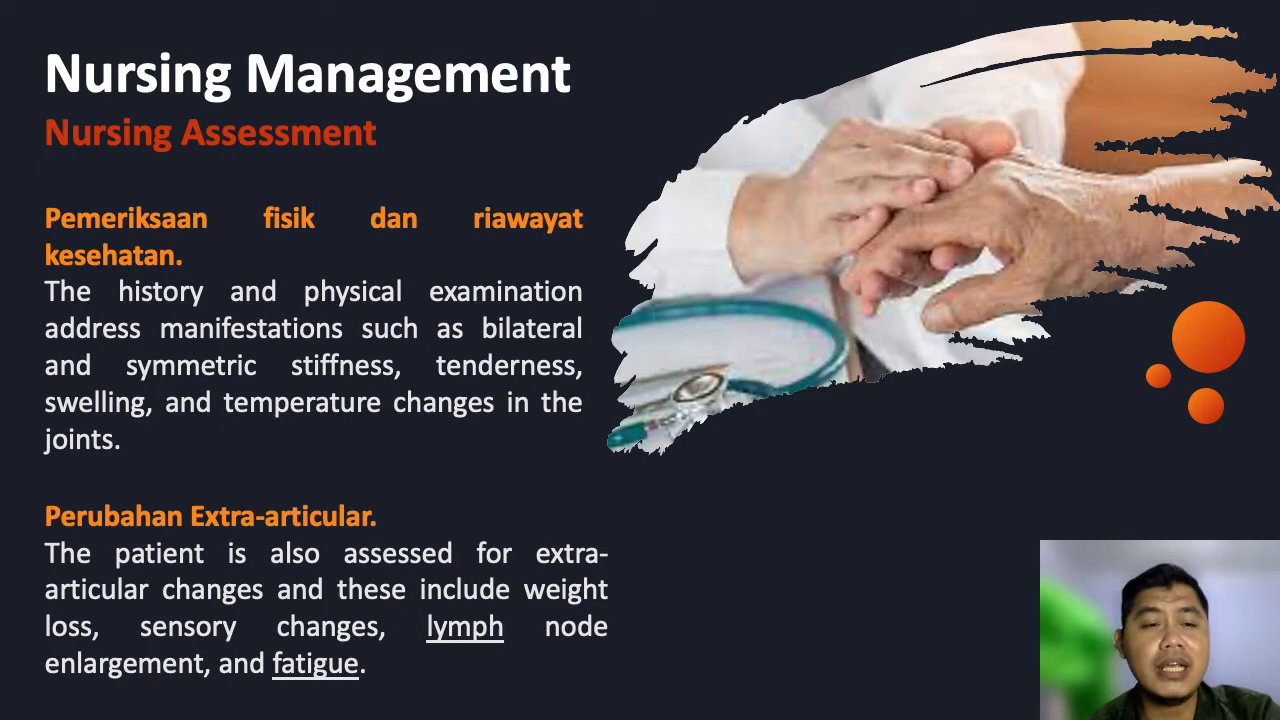 Nursing Management
Nursing Assessment
Pemeriksaan fisik dan riawayat
kesehatan.
The history and physical examination
address manifestations such as bilateral
and symmetric stiffness, tenderness,
swelling, and temperature changes in the
joints.
Perubahan Extra-articular.
The patient is also assessed for extra-
articular changes and these include weight
loss, sensory changes, lymph node
enlargement, and fatigue.